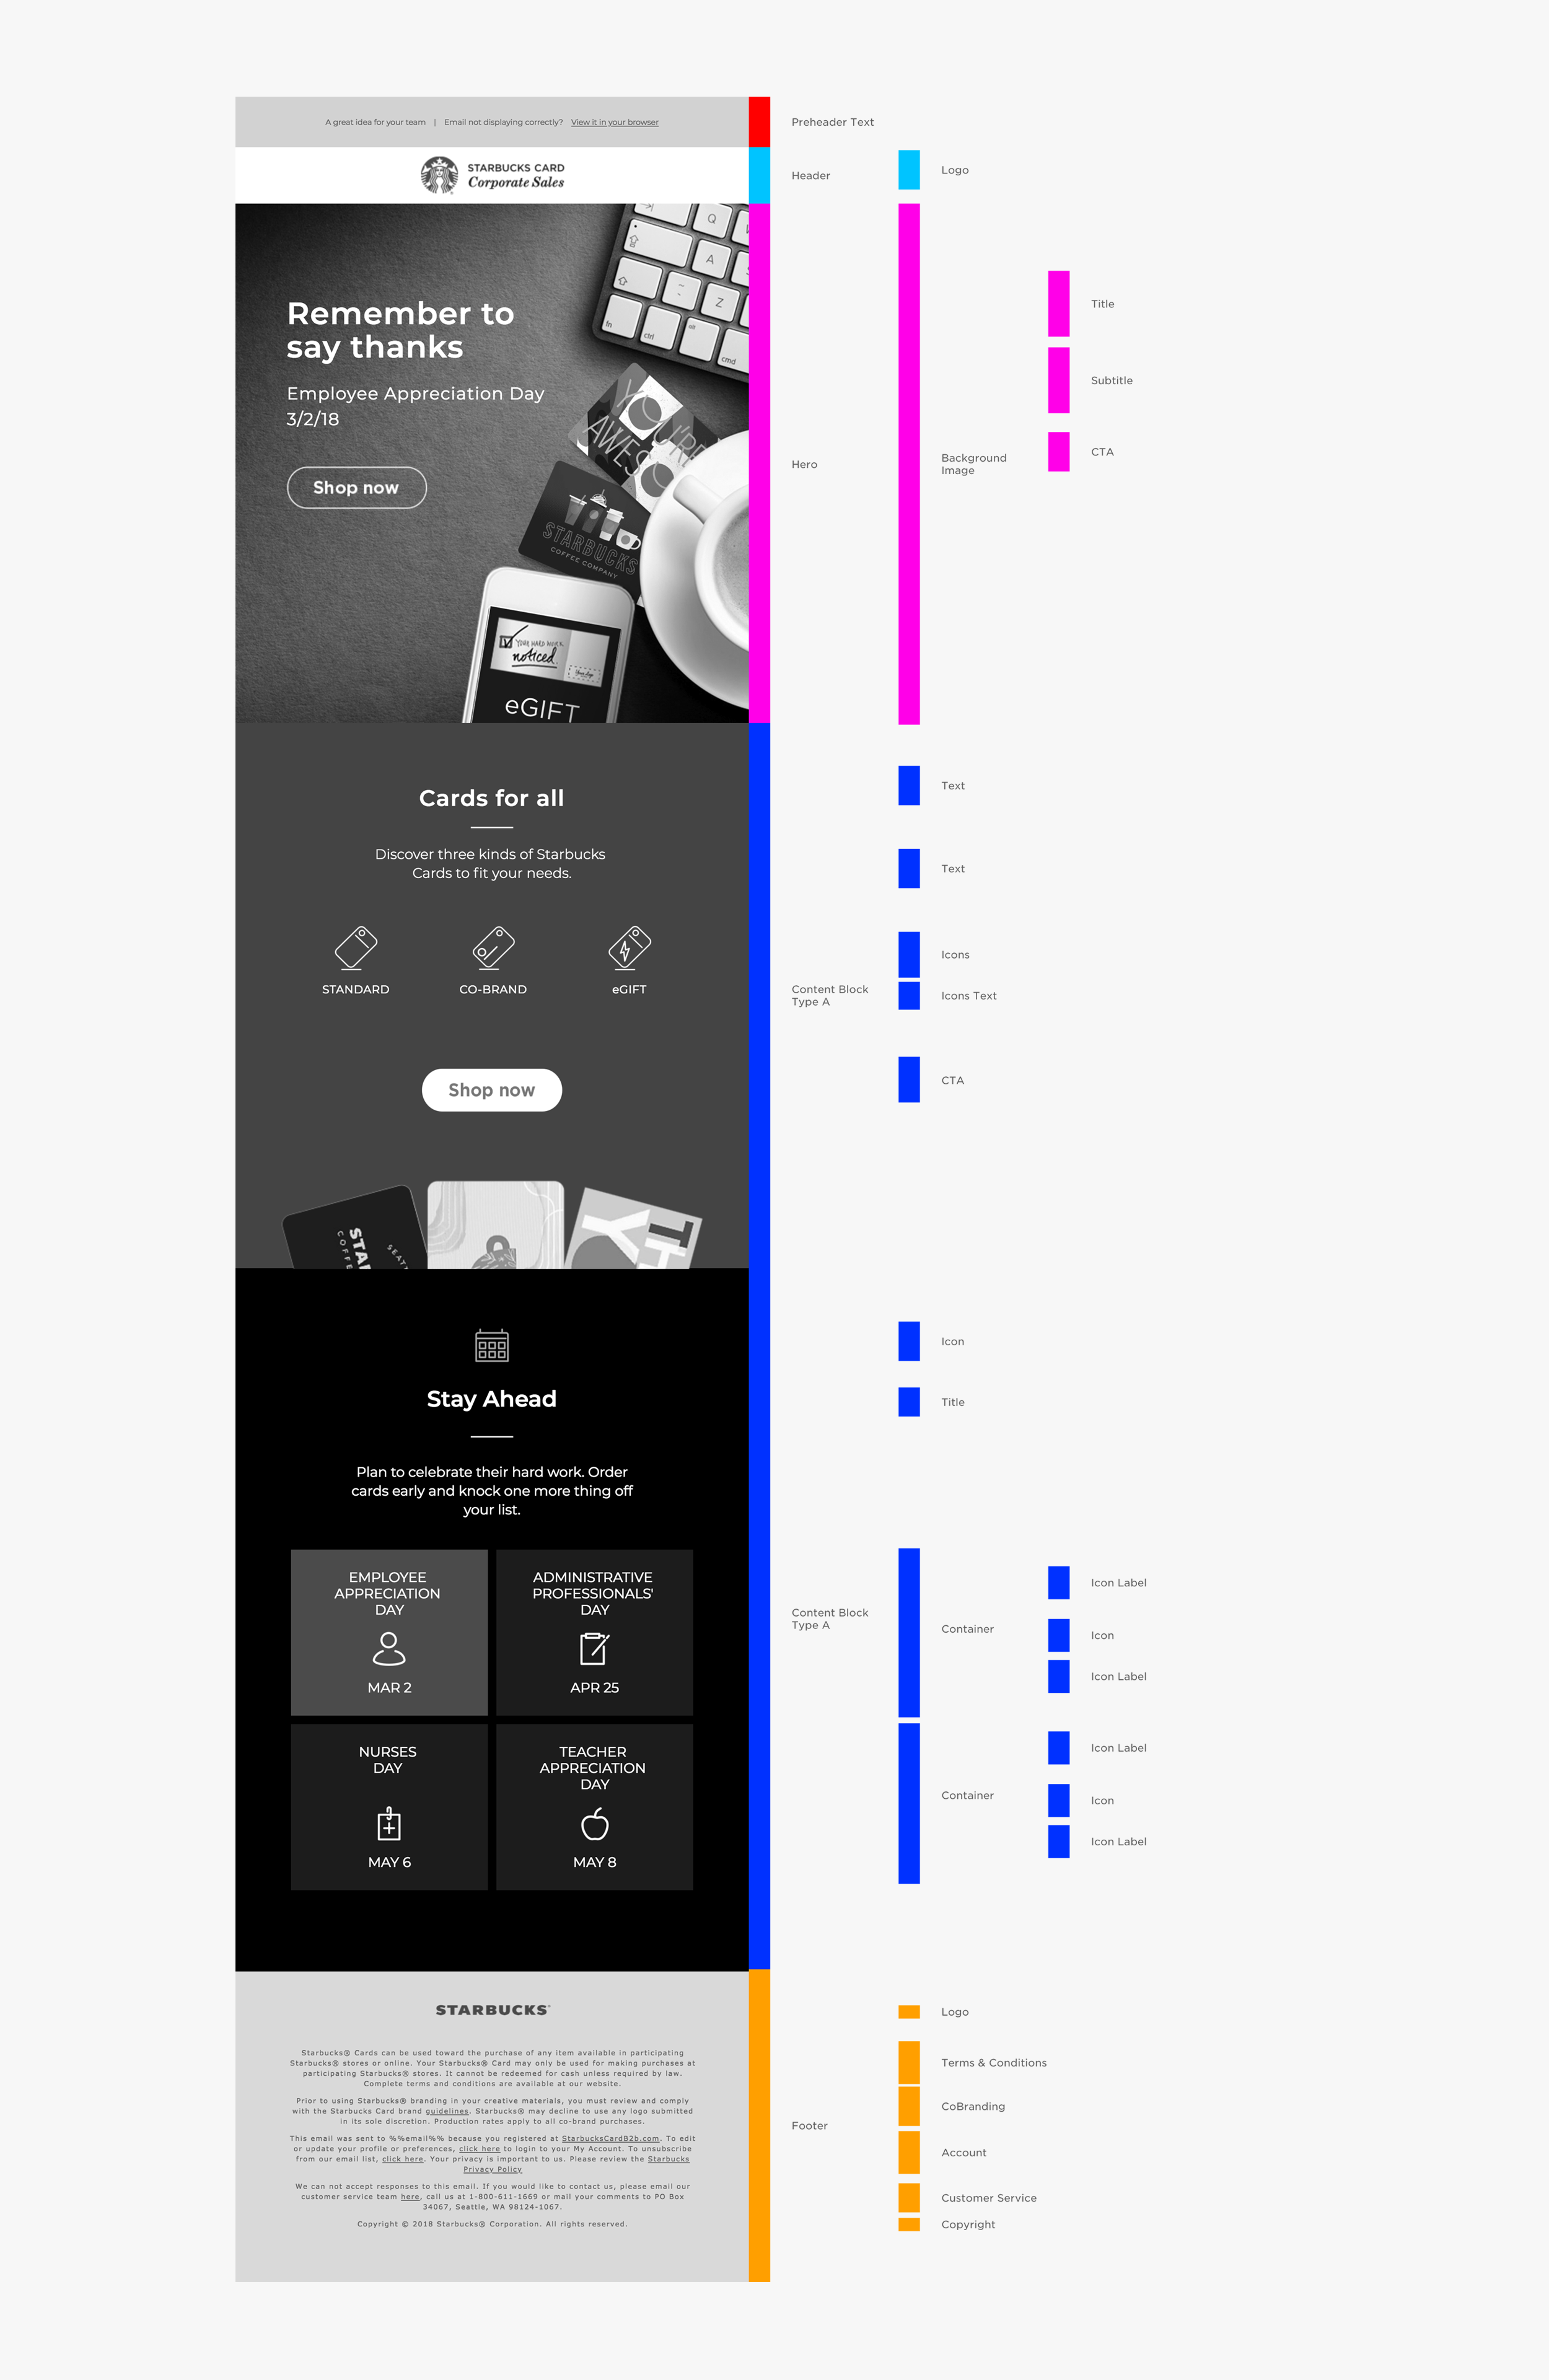 A great idea for your team | Email not displaying correctly? View it in your browser
Preheader Text
STARBUCKS CARD
Corporate Sales
Header
Logo
Q
A
Z
fn
ctrl
alt
cmd
Remember to
say thanks
Employee Appreciation Day
3/2/18
Shop now
YOU'RE
AWES
STARBUCKS
COFFEE COMPANY
YOUR HARD WORK
noticed.
eGIFT
Hero
Background
Image
Title
Subtitle
CTA
Cards for all
Discover three kinds of Starbucks
Cards to fit your needs.
STANDARD
CO-BRAND
eGIFT
Shop now
STAR
COFFE
SEAT
Content Block
Type A
Text
Text
Icons
Icons Text
CTA
Stay Ahead
Plan to celebrate their hard work. Order
cards early and knock one more thing off
your list.
EMPLOYEE
APPRECIATION
DAY
MAR 2
ADMINISTRATIVE
PROFESSIONALS'
DAY
APR 25
NURSES
DAY
MAY 6
TEACHER
APPRECIATION
DAY
MAY 8
Content Block
Type A
Icon
Title
Container
Icon Label
Icon
Icon Label
Container
Icon Label
Icon
Icon Label
STARBUCKS®
Starbucks® Cards can be used toward the purchase of any item available in participating
Starbucks® stores or online. Your Starbucks® Card may only be used for making purchases at
participating Starbucks® stores. It cannot be redeemed for cash unless required by law.
Complete terms and conditions are available at our website.
Prior to using Starbucks® branding in your creative materials, you must review and comply
with the Starbucks Card brand guidelines. Starbucks® may decline to use any logo submitted
in its sole discretion. Production rates apply to all co-brand purchases.
This email was sent to %%email%% because you registered at StarbucksCardB2b.com. To edit
or update your profile or preferences, click here to login to your My Account. To unsubscribe
from our email list, click here. Your privacy is important to us. Please review the Starbucks
Privacy Policy
We can not accept responses to this email. If you would like to contact us, please email our
customer service team here, call us at 1-800-611-1669 or mail your comments to PO Box
34067, Seattle, WA 98124-1067.
Copyright © 2018 Starbucks® Corporation. All rights reserved.
Footer
Logo
Terms & Conditions
CoBranding
Account
Customer Service
Copyright